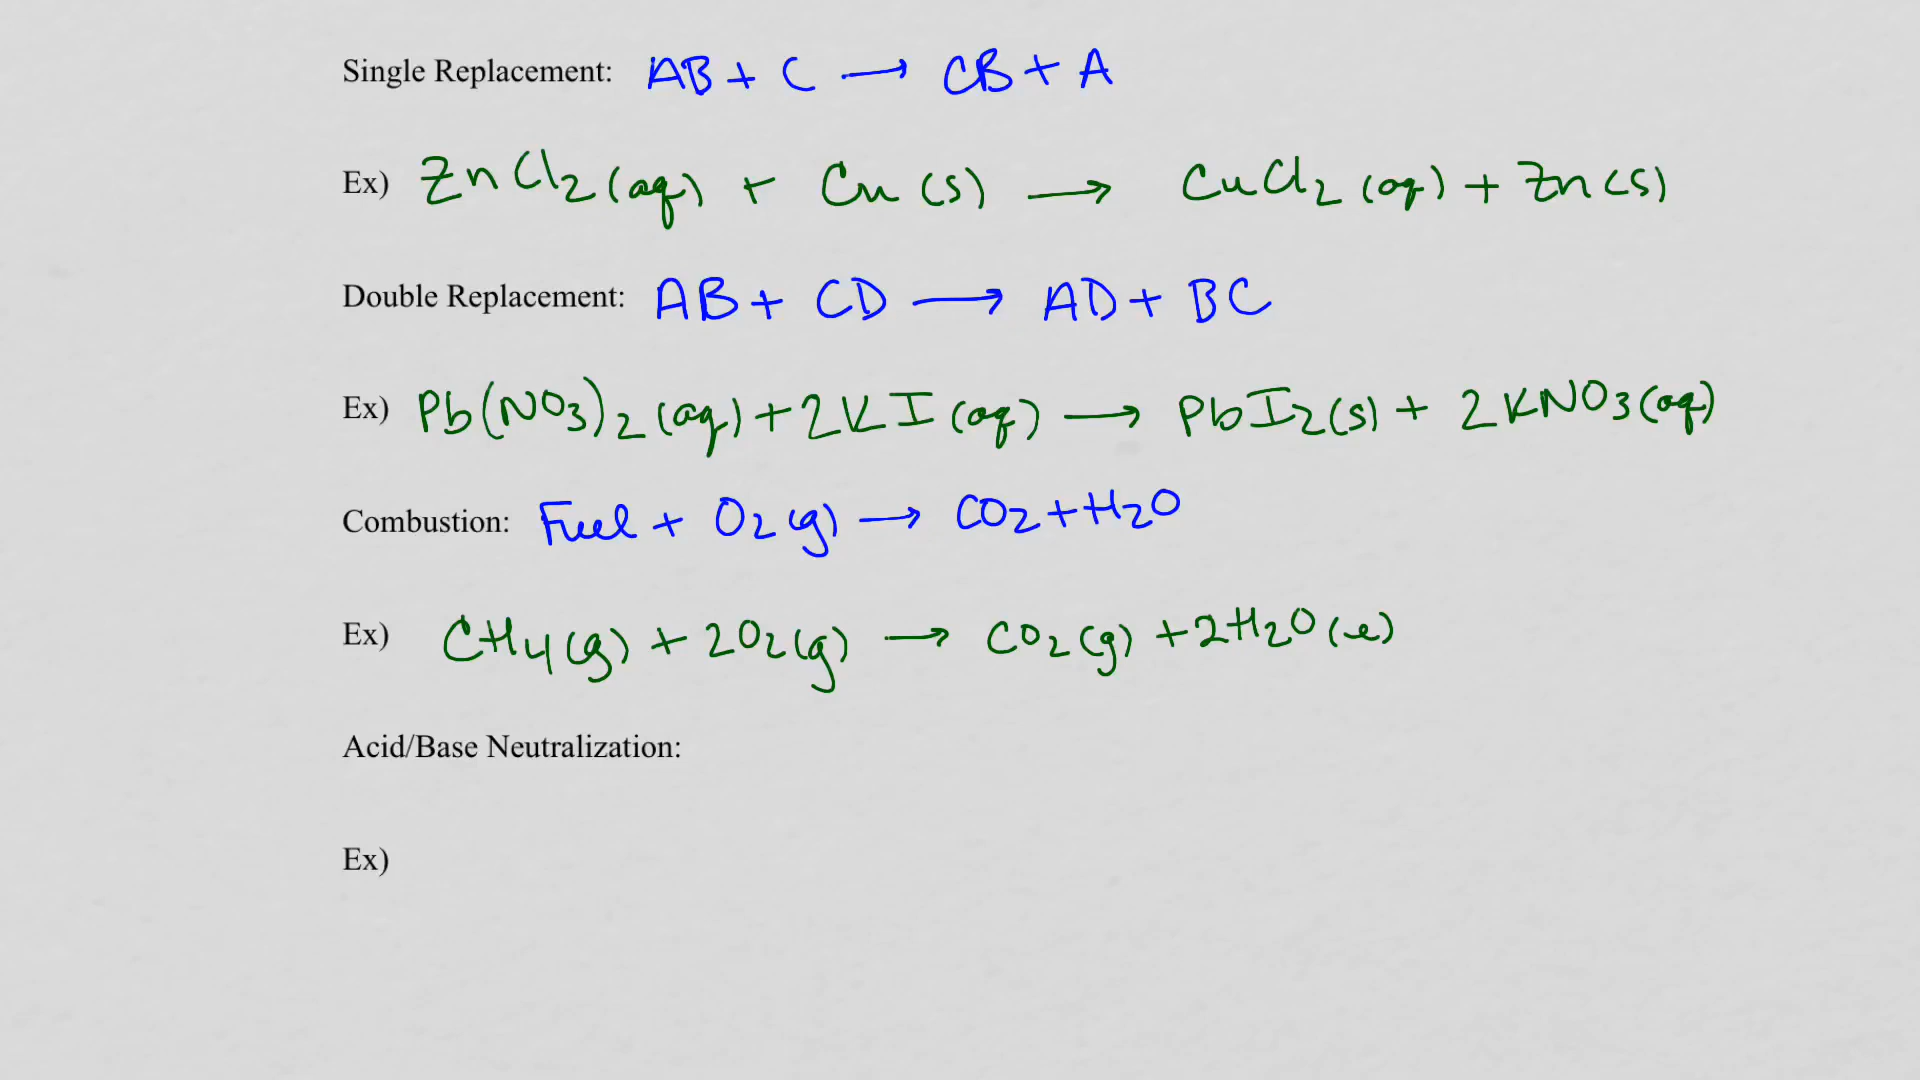 Single Replacement: AB + C → CB + A
Ex) ZnCl2 (aq) + Cu (s) → CuCl2 (aq) + Zn (s)
Double Replacement: AB + CD → AD + BC
Ex) Pb(NO3)2 (aq) + 2KI (aq) → PbI2 (s) + 2KNO3 (aq)
Combustion: Fuel + O2 (g) → CO2 + H2O
Ex) CH4 (g) + 2O2 (g) → CO2 (g) + 2H2O (l)
Acid/Base Neutralization:
Ex)